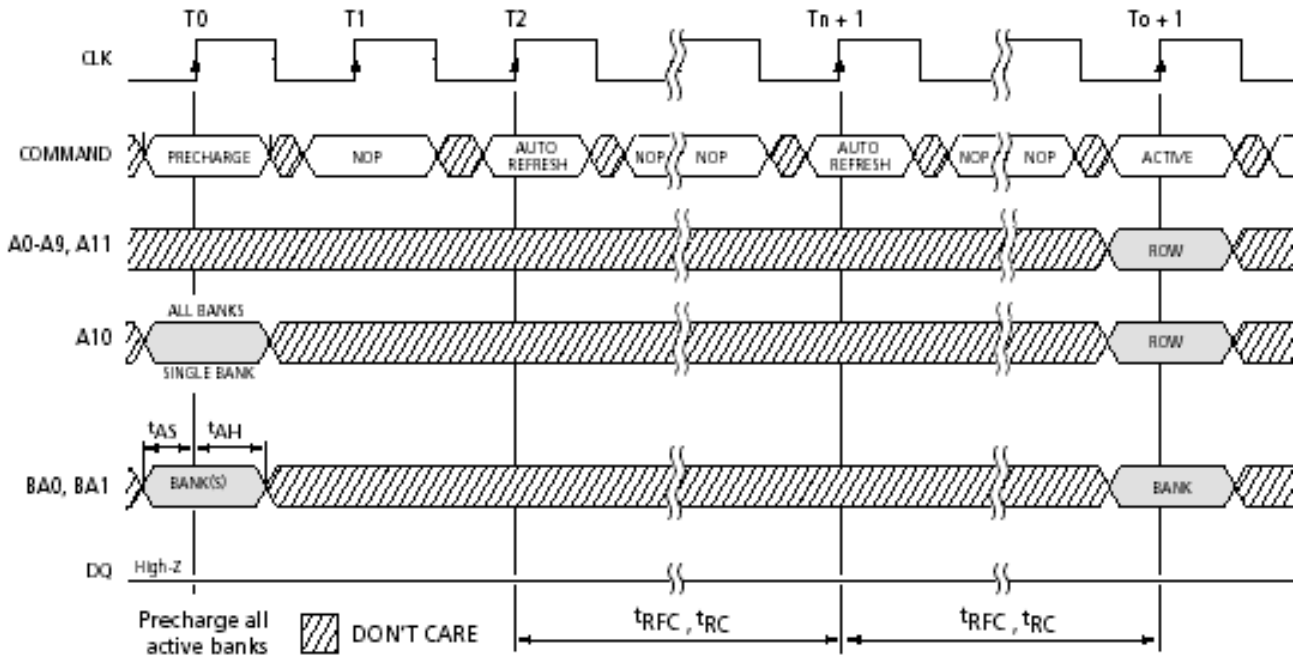 T0 T1 T2 Tn + 1 To + 1
CLK
COMMAND PRECHARGE NOP AUTO REFRESH NOP NOP AUTO REFRESH NOP NOP ACTIVE
A0-A9, A11 ROW
ALL BANKS
A10 ROW
SINGLE BANK
tAS tAH
BA0, BA1 BANK(S) BANK
DQ High-Z
tRFC , tRC tRFC , tRC
Precharge all
active banks
DON'T CARE